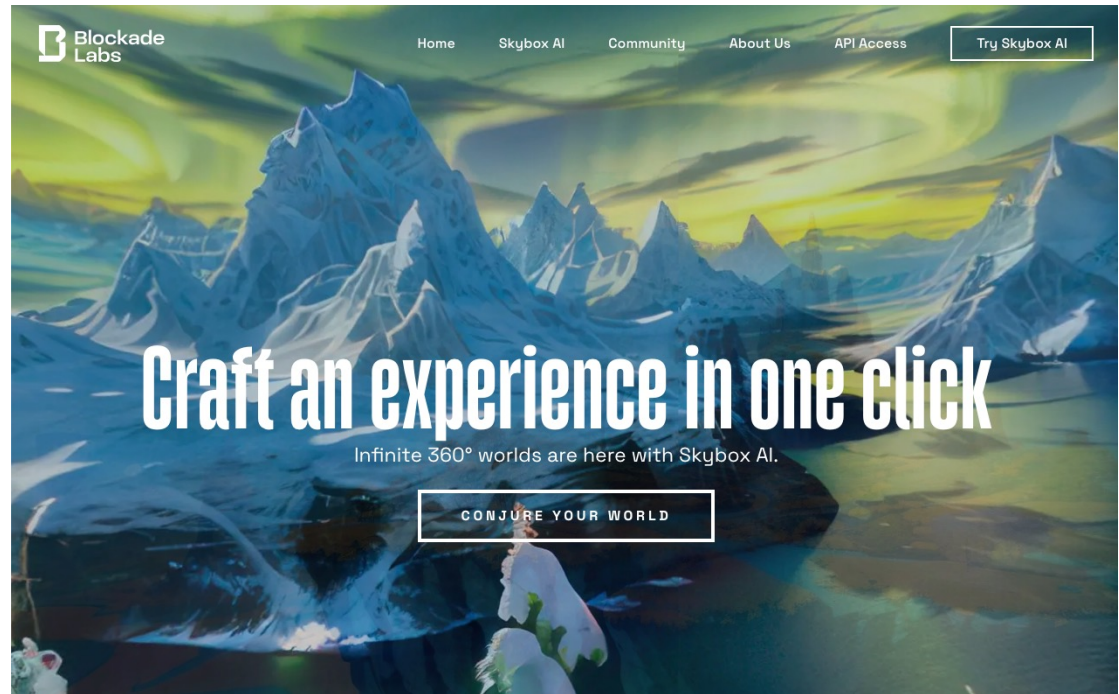 Blockade
Labs
Home Skybox AI Community About Us API Access Try Skybox AI
Craft an experience in one click
Infinite 360° worlds are here with Skybox AI.
CONJURE YOUR WORLD